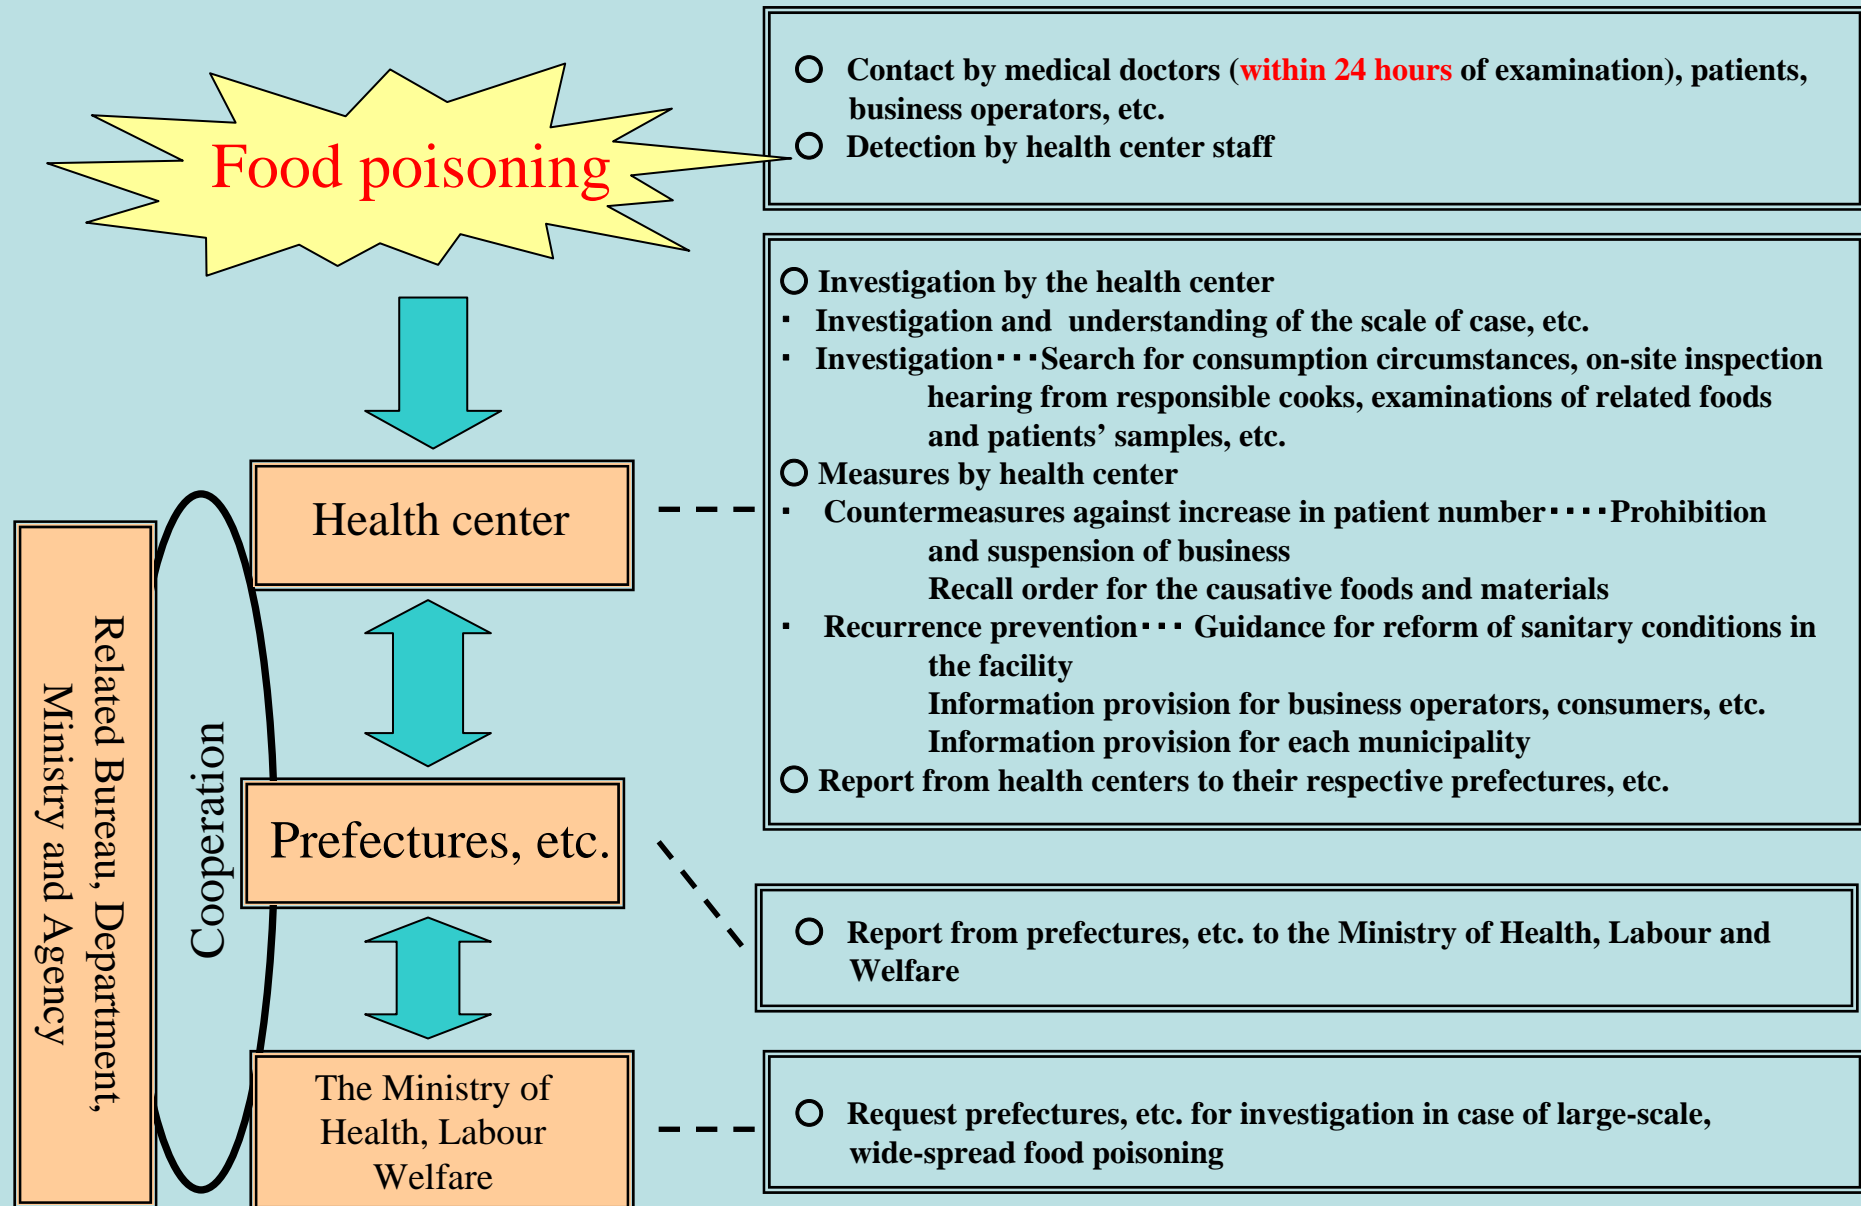 Food poisoning
○ Contact by medical doctors (within 24 hours of examination), patients,
business operators, etc.
○ Detection by health center staff
Health center
○ Investigation by the health center
・ Investigation and understanding of the scale of case, etc.
・ Investigation・・・Search for consumption circumstances, on-site inspection
hearing from responsible cooks, examinations of related foods
and patients’ samples, etc.
○ Measures by health center
・ Countermeasures against increase in patient number・・・・Prohibition
and suspension of business
Recall order for the causative foods and materials
・ Recurrence prevention・・・ Guidance for reform of sanitary conditions in
the facility
Information provision for business operators, consumers, etc.
Information provision for each municipality
○ Report from health centers to their respective prefectures, etc.
Related Bureau, Department,
Ministry and Agency
Cooperation
Prefectures, etc.
○ Report from prefectures, etc. to the Ministry of Health, Labour and
Welfare
The Ministry of
Health, Labour
Welfare
○ Request prefectures, etc. for investigation in case of large-scale,
wide-spread food poisoning